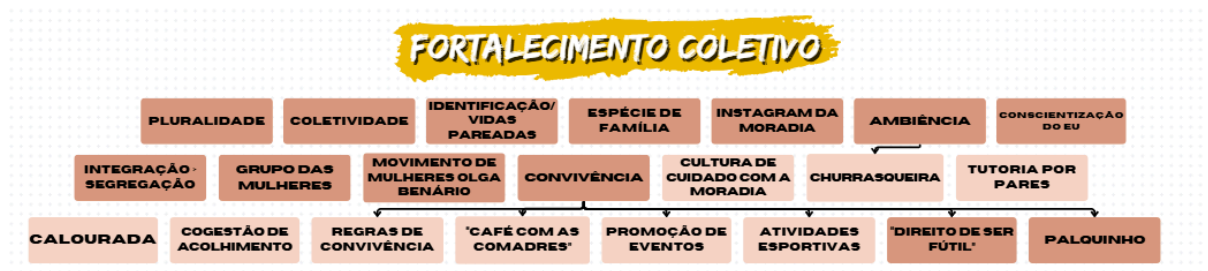 FORTALECIMENTO COLETIVO
PLURALIDADE
COLETIVIDADE
IDENTIFICAÇÃO/
VIDAS
PAREADAS
ESPÉCIE DE
FAMÍLIA
INSTAGRAM DA
MORADIA
AMBIÊNCIA
CONSCIENTIZAÇÃO
DO EU
INTEGRAÇÃO -
SEGREGAÇÃO
GRUPO DAS
MULHERES
MOVIMENTO DE
MULHERES OLGA
BENÁRIO
CONVIVÊNCIA
CULTURA DE
CUIDADO COM A
MORADIA
CHURRASQUEIRA
TUTORIA POR
PARES
CALOURADA
COGESTÃO DE
ACOLHIMENTO
REGRAS DE
CONVIVÊNCIA
"CAFÉ COM AS
COMADRES"
PROMOÇÃO DE
EVENTOS
ATIVIDADES
ESPORTIVAS
"DIREITO DE SER
FÚTIL"
PALQUINHO